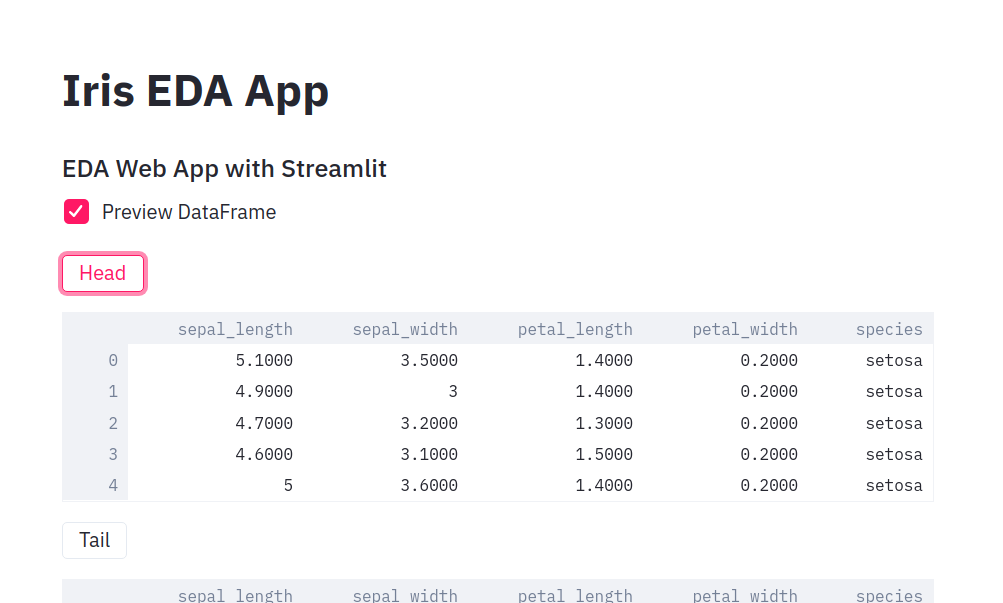 Iris EDA App
EDA Web App with Streamlit
Preview DataFrame
Head
sepal_length sepal_width petal_length petal_width species
0 5.1000 3.5000 1.4000 0.2000 setosa
1 4.9000 3 1.4000 0.2000 setosa
2 4.7000 3.2000 1.3000 0.2000 setosa
3 4.6000 3.1000 1.5000 0.2000 setosa
4 5 3.6000 1.4000 0.2000 setosa
Tail
sepal_length sepal_width petal_length petal_width species